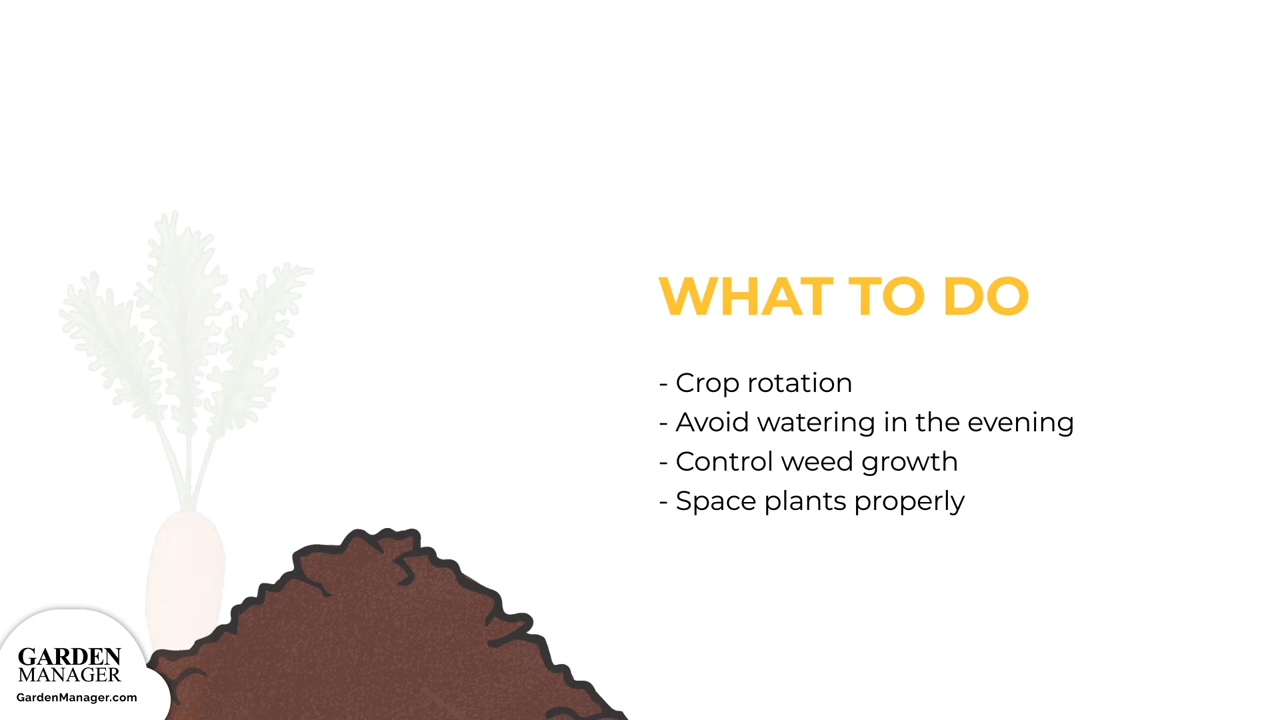 WHAT TO DO
- Crop rotation
- Avoid watering in the evening
- Control weed growth
- Space plants properly
GARDEN
MANAGER
GardenManager.com